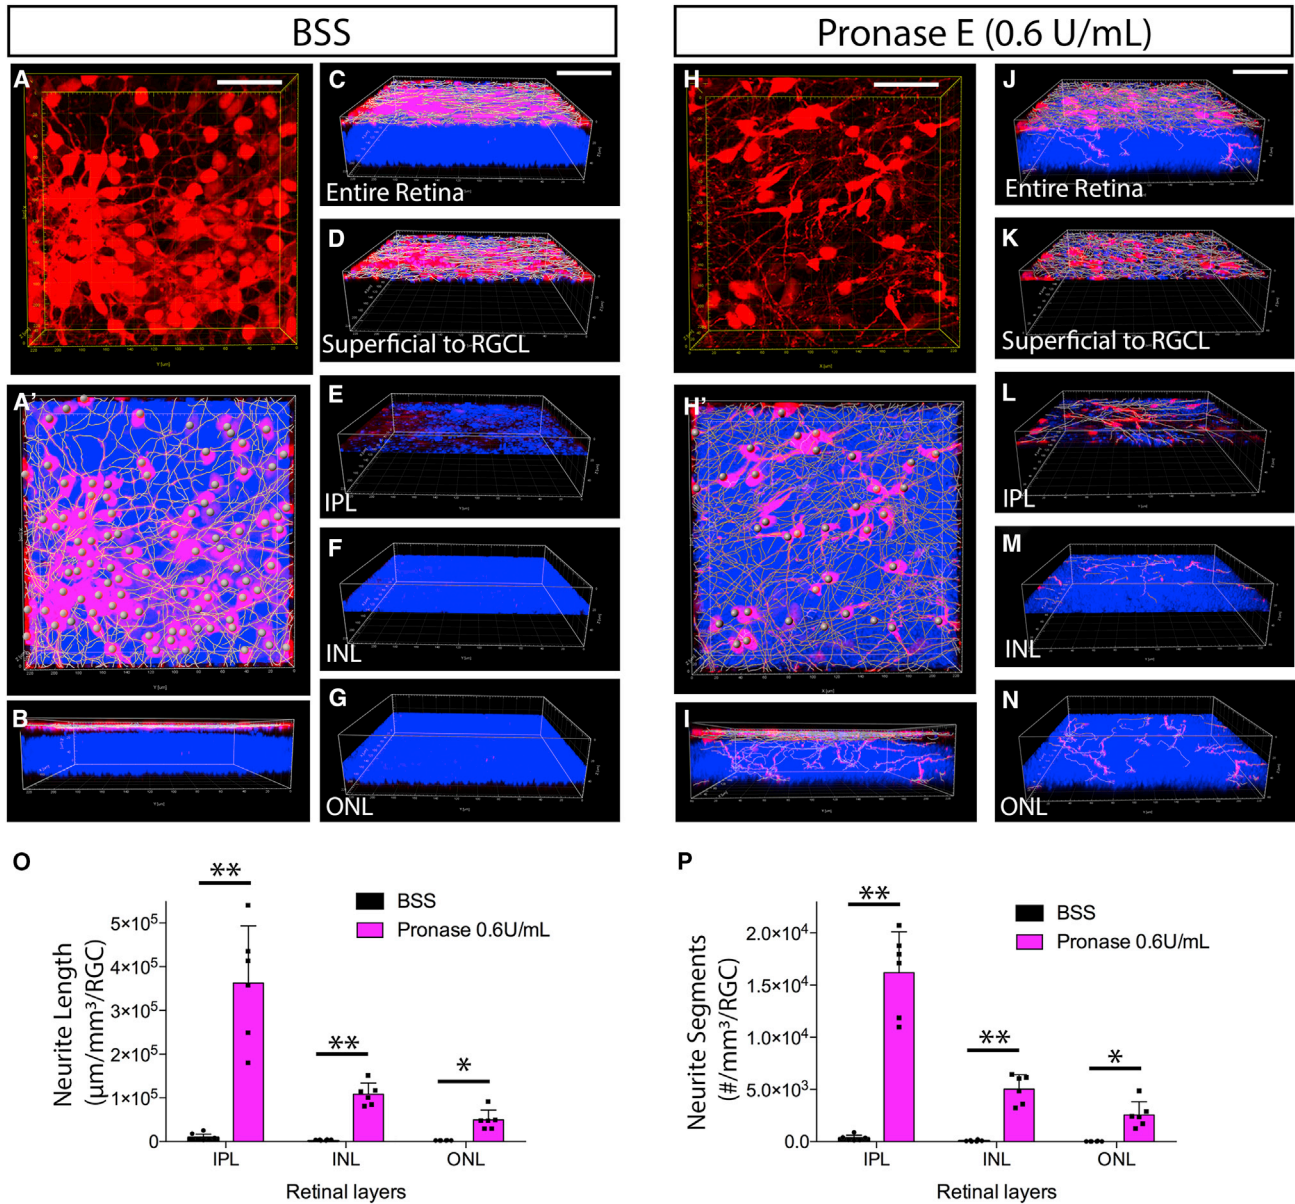 BSS
Pronase E (0.6 U/mL)
A
C
Entire Retina
D
Superficial to RGCL
A'
E
IPL
F
INL
B
G
ONL
H
J
Entire Retina
K
Superficial to RGCL
H'
L
IPL
M
INL
I
N
ONL
O
**
**
*
BSS
Pronase 0.6U/mL
Neurite Length
(µm/mm³/RGC)
5×10⁵
4×10⁵
3×10⁵
2×10⁵
1×10⁵
0
IPL
INL
ONL
Retinal layers
P
**
**
*
BSS
Pronase 0.6U/mL
Neurite Segments
(#/mm³/RGC)
2.0×10⁴
1.5×10⁴
1.0×10⁴
5.0×10³
0.0
IPL
INL
ONL
Retinal layers